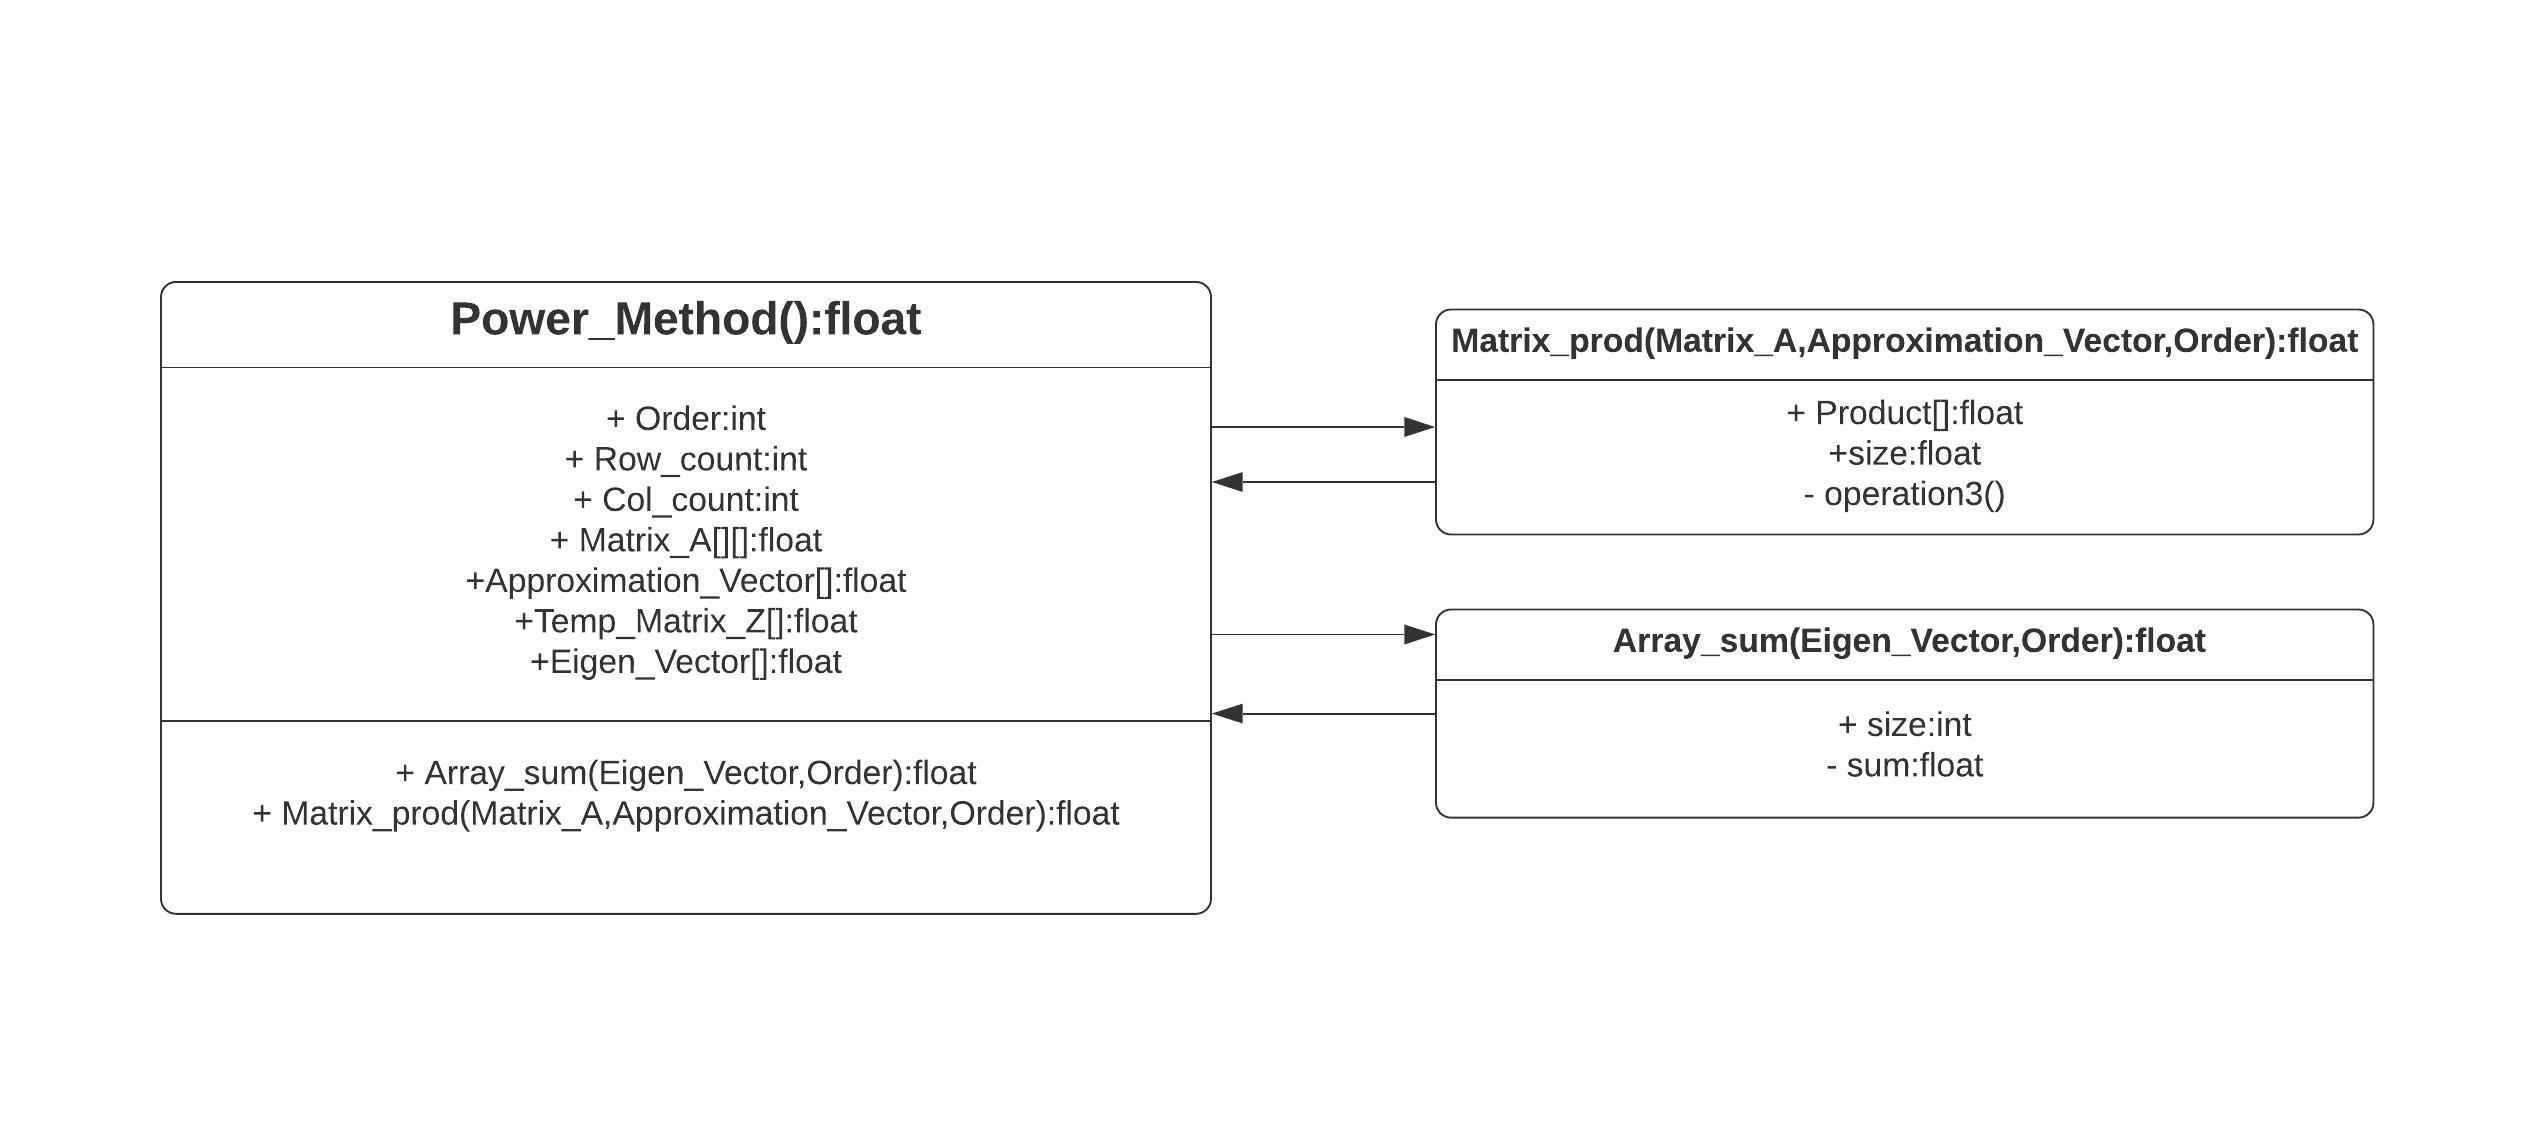 Power_Method():float
+ Order:int
+ Row_count:int
+ Col_count:int
+ Matrix_A[][]:float
+Approximation_Vector[]:float
+Temp_Matrix_Z[]:float
+Eigen_Vector[]:float
+ Array_sum(Eigen_Vector,Order):float
+ Matrix_prod(Matrix_A,Approximation_Vector,Order):float
Matrix_prod(Matrix_A,Approximation_Vector,Order):float
+ Product[]:float
+size:float
- operation3()
Array_sum(Eigen_Vector,Order):float
+ size:int
- sum:float